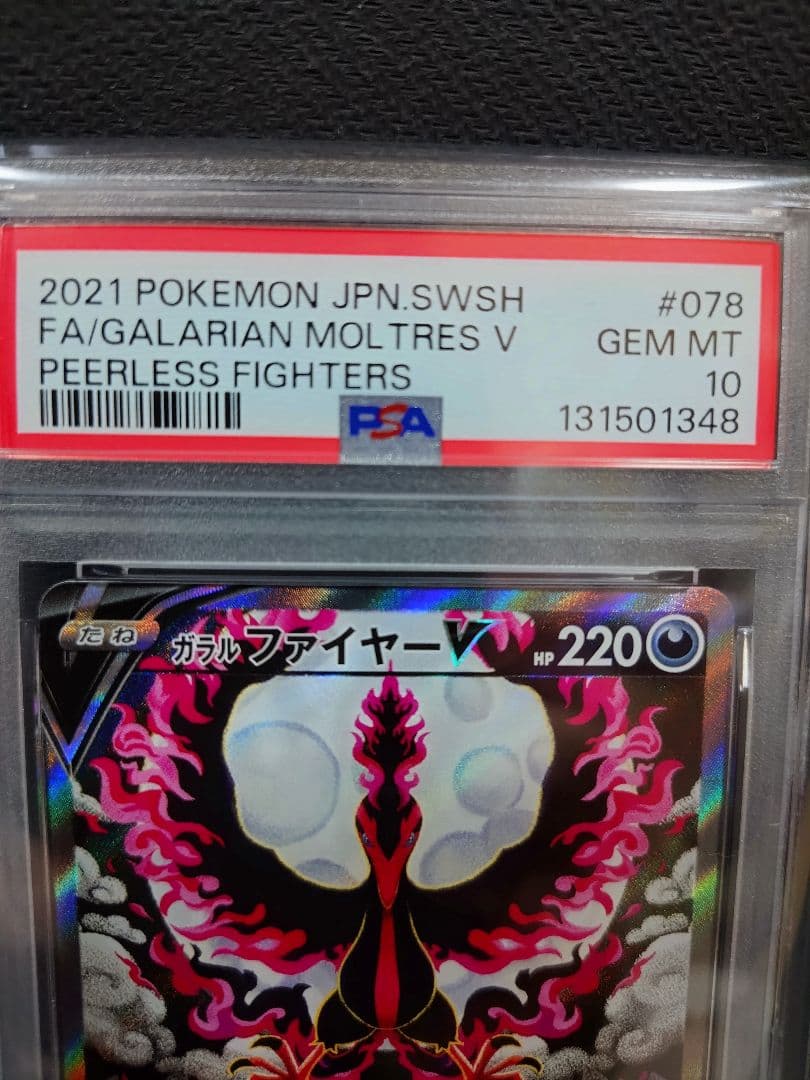 2021 POKEMON JPN.SWSH #078
FA/GALARIAN MOLTRES V GEM MT
PEERLESS FIGHTERS 10
PSA 131501348
たね ガラル ファイヤーV HP 220